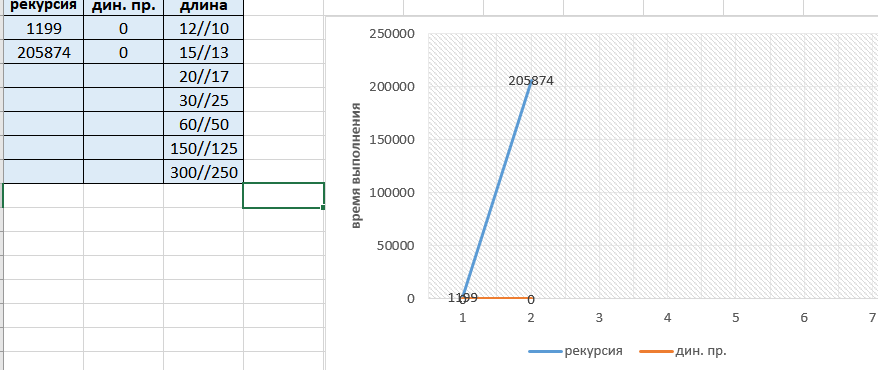 рекурсия дин. пр. длина
1199 0 12//10
205874 0 15//13
20//17
30//25
60//50
150//125
300//250
время выполнения
250000
200000
150000
100000
50000
0
205874
1199
0
0
1 2 3 4 5 6 7
рекурсия дин. пр.